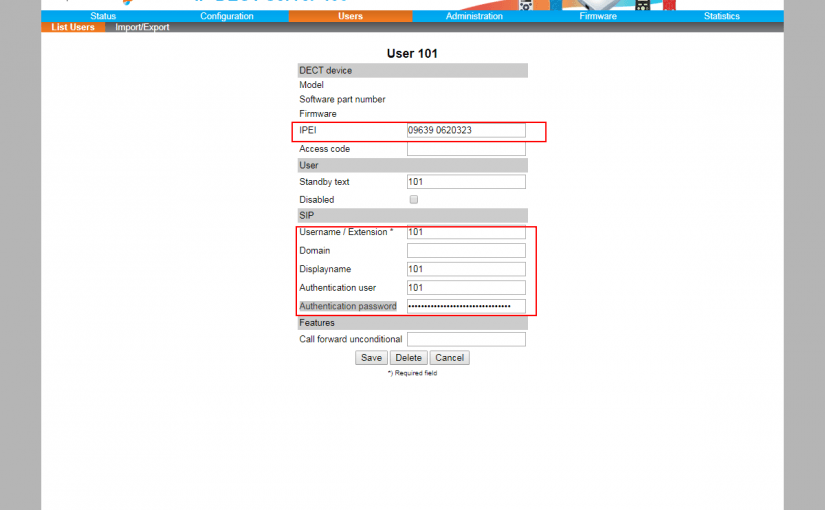 Status Configuration Users Administration Firmware Statistics
List Users Import/Export
User 101
DECT device
Model
Software part number
Firmware
IPEI 09639 0620323
Access code
User
Standby text 101
Disabled
SIP
Username / Extension * 101
Domain
Displayname 101
Authentication user 101
Authentication password ••••••••••••••••••••••••••••••••
Features
Call forward unconditional
Save Delete Cancel
*) Required field